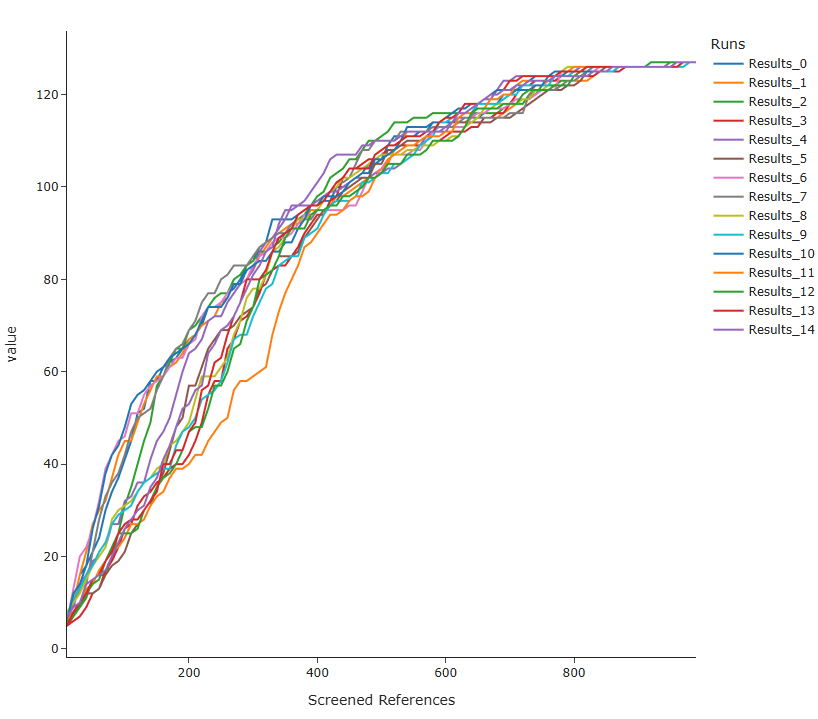 Runs
Results_0
Results_1
Results_2
Results_3
Results_4
Results_5
Results_6
Results_7
Results_8
Results_9
Results_10
Results_11
Results_12
Results_13
Results_14
value
120
100
80
60
40
20
0
200
400
600
800
Screened References